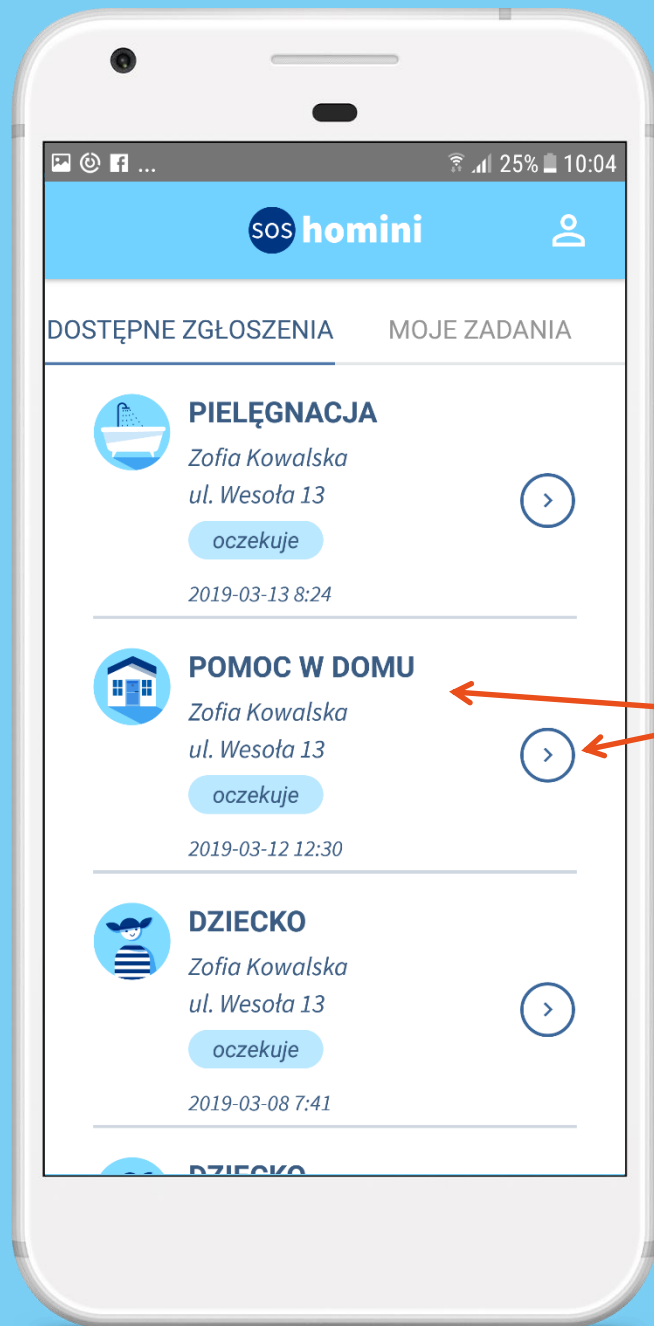 ... 25% 10:04
sos homini
DOSTĘPNE ZGŁOSZENIA MOJE ZADANIA
PIELĘGNACJA
Zofia Kowalska
ul. Wesoła 13
oczekuje
2019-03-13 8:24
POMOC W DOMU
Zofia Kowalska
ul. Wesoła 13
oczekuje
2019-03-12 12:30
DZIECKO
Zofia Kowalska
ul. Wesoła 13
oczekuje
2019-03-08 7:41
DZIECKO